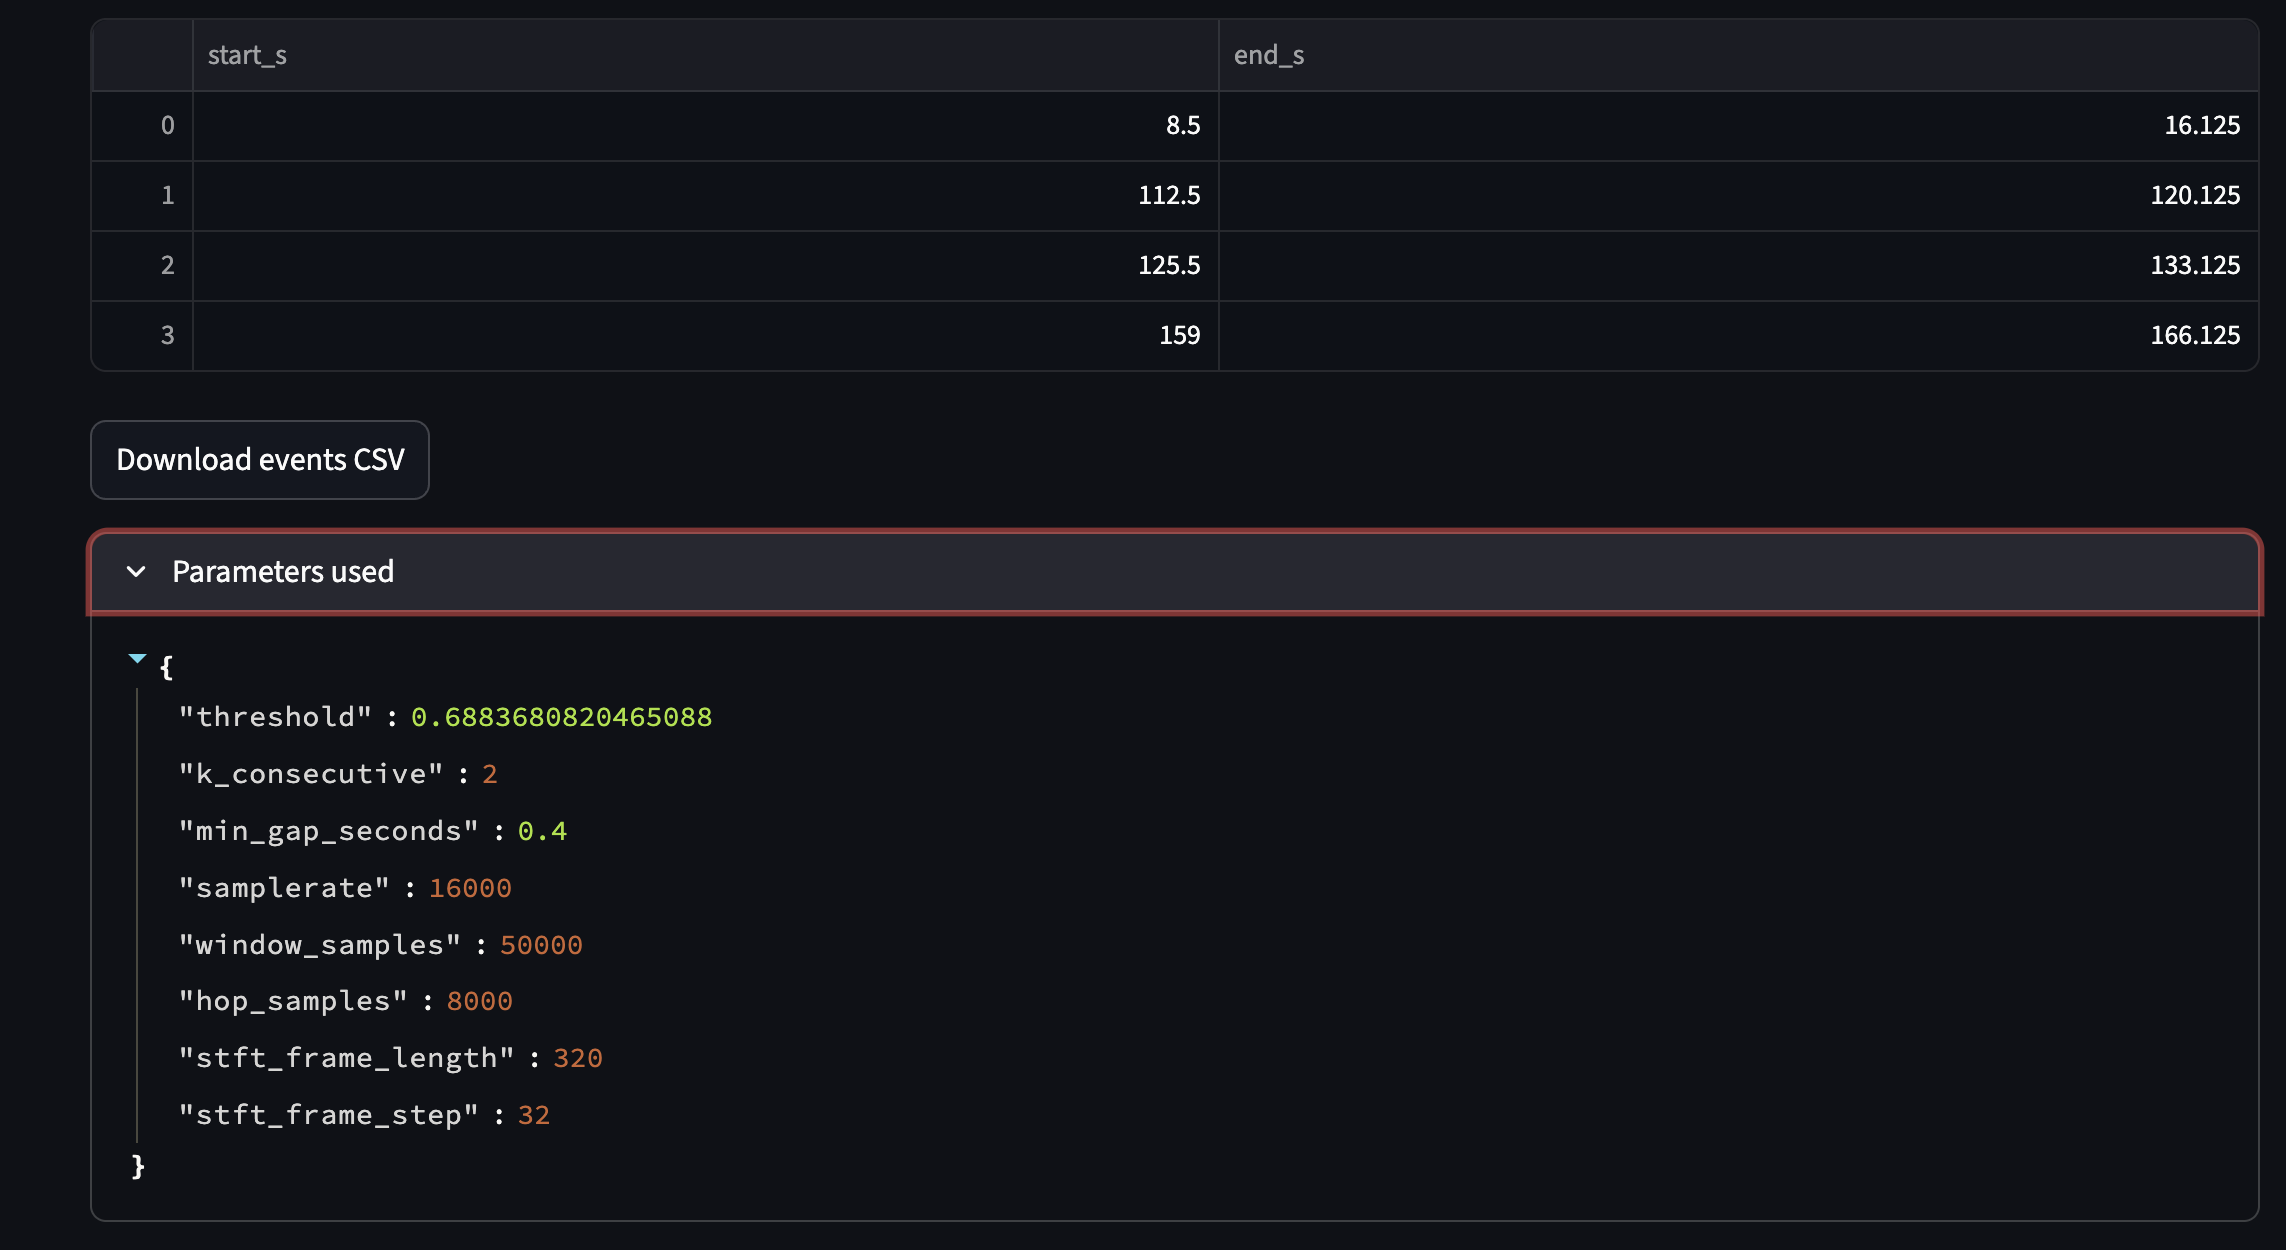 start_s end_s
0 8.5 16.125
1 112.5 120.125
2 125.5 133.125
3 159 166.125
Download events CSV
Parameters used
{
"threshold" : 0.6883680820465088
"k_consecutive" : 2
"min_gap_seconds" : 0.4
"samplerate" : 16000
"window_samples" : 50000
"hop_samples" : 8000
"stft_frame_length" : 320
"stft_frame_step" : 32
}